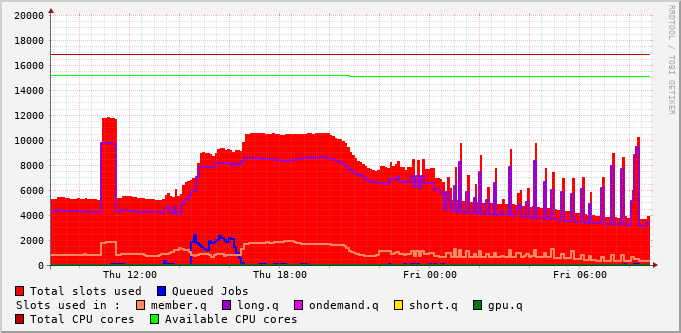 20000
18000
16000
14000
12000
10000
8000
6000
4000
2000
0
Thu 12:00 Thu 18:00 Fri 00:00 Fri 06:00
RRDTOOL / TOBI OETIKER
Total slots used Queued Jobs
Slots used in : member.q long.q ondemand.q short.q gpu.q
Total CPU cores Available CPU cores